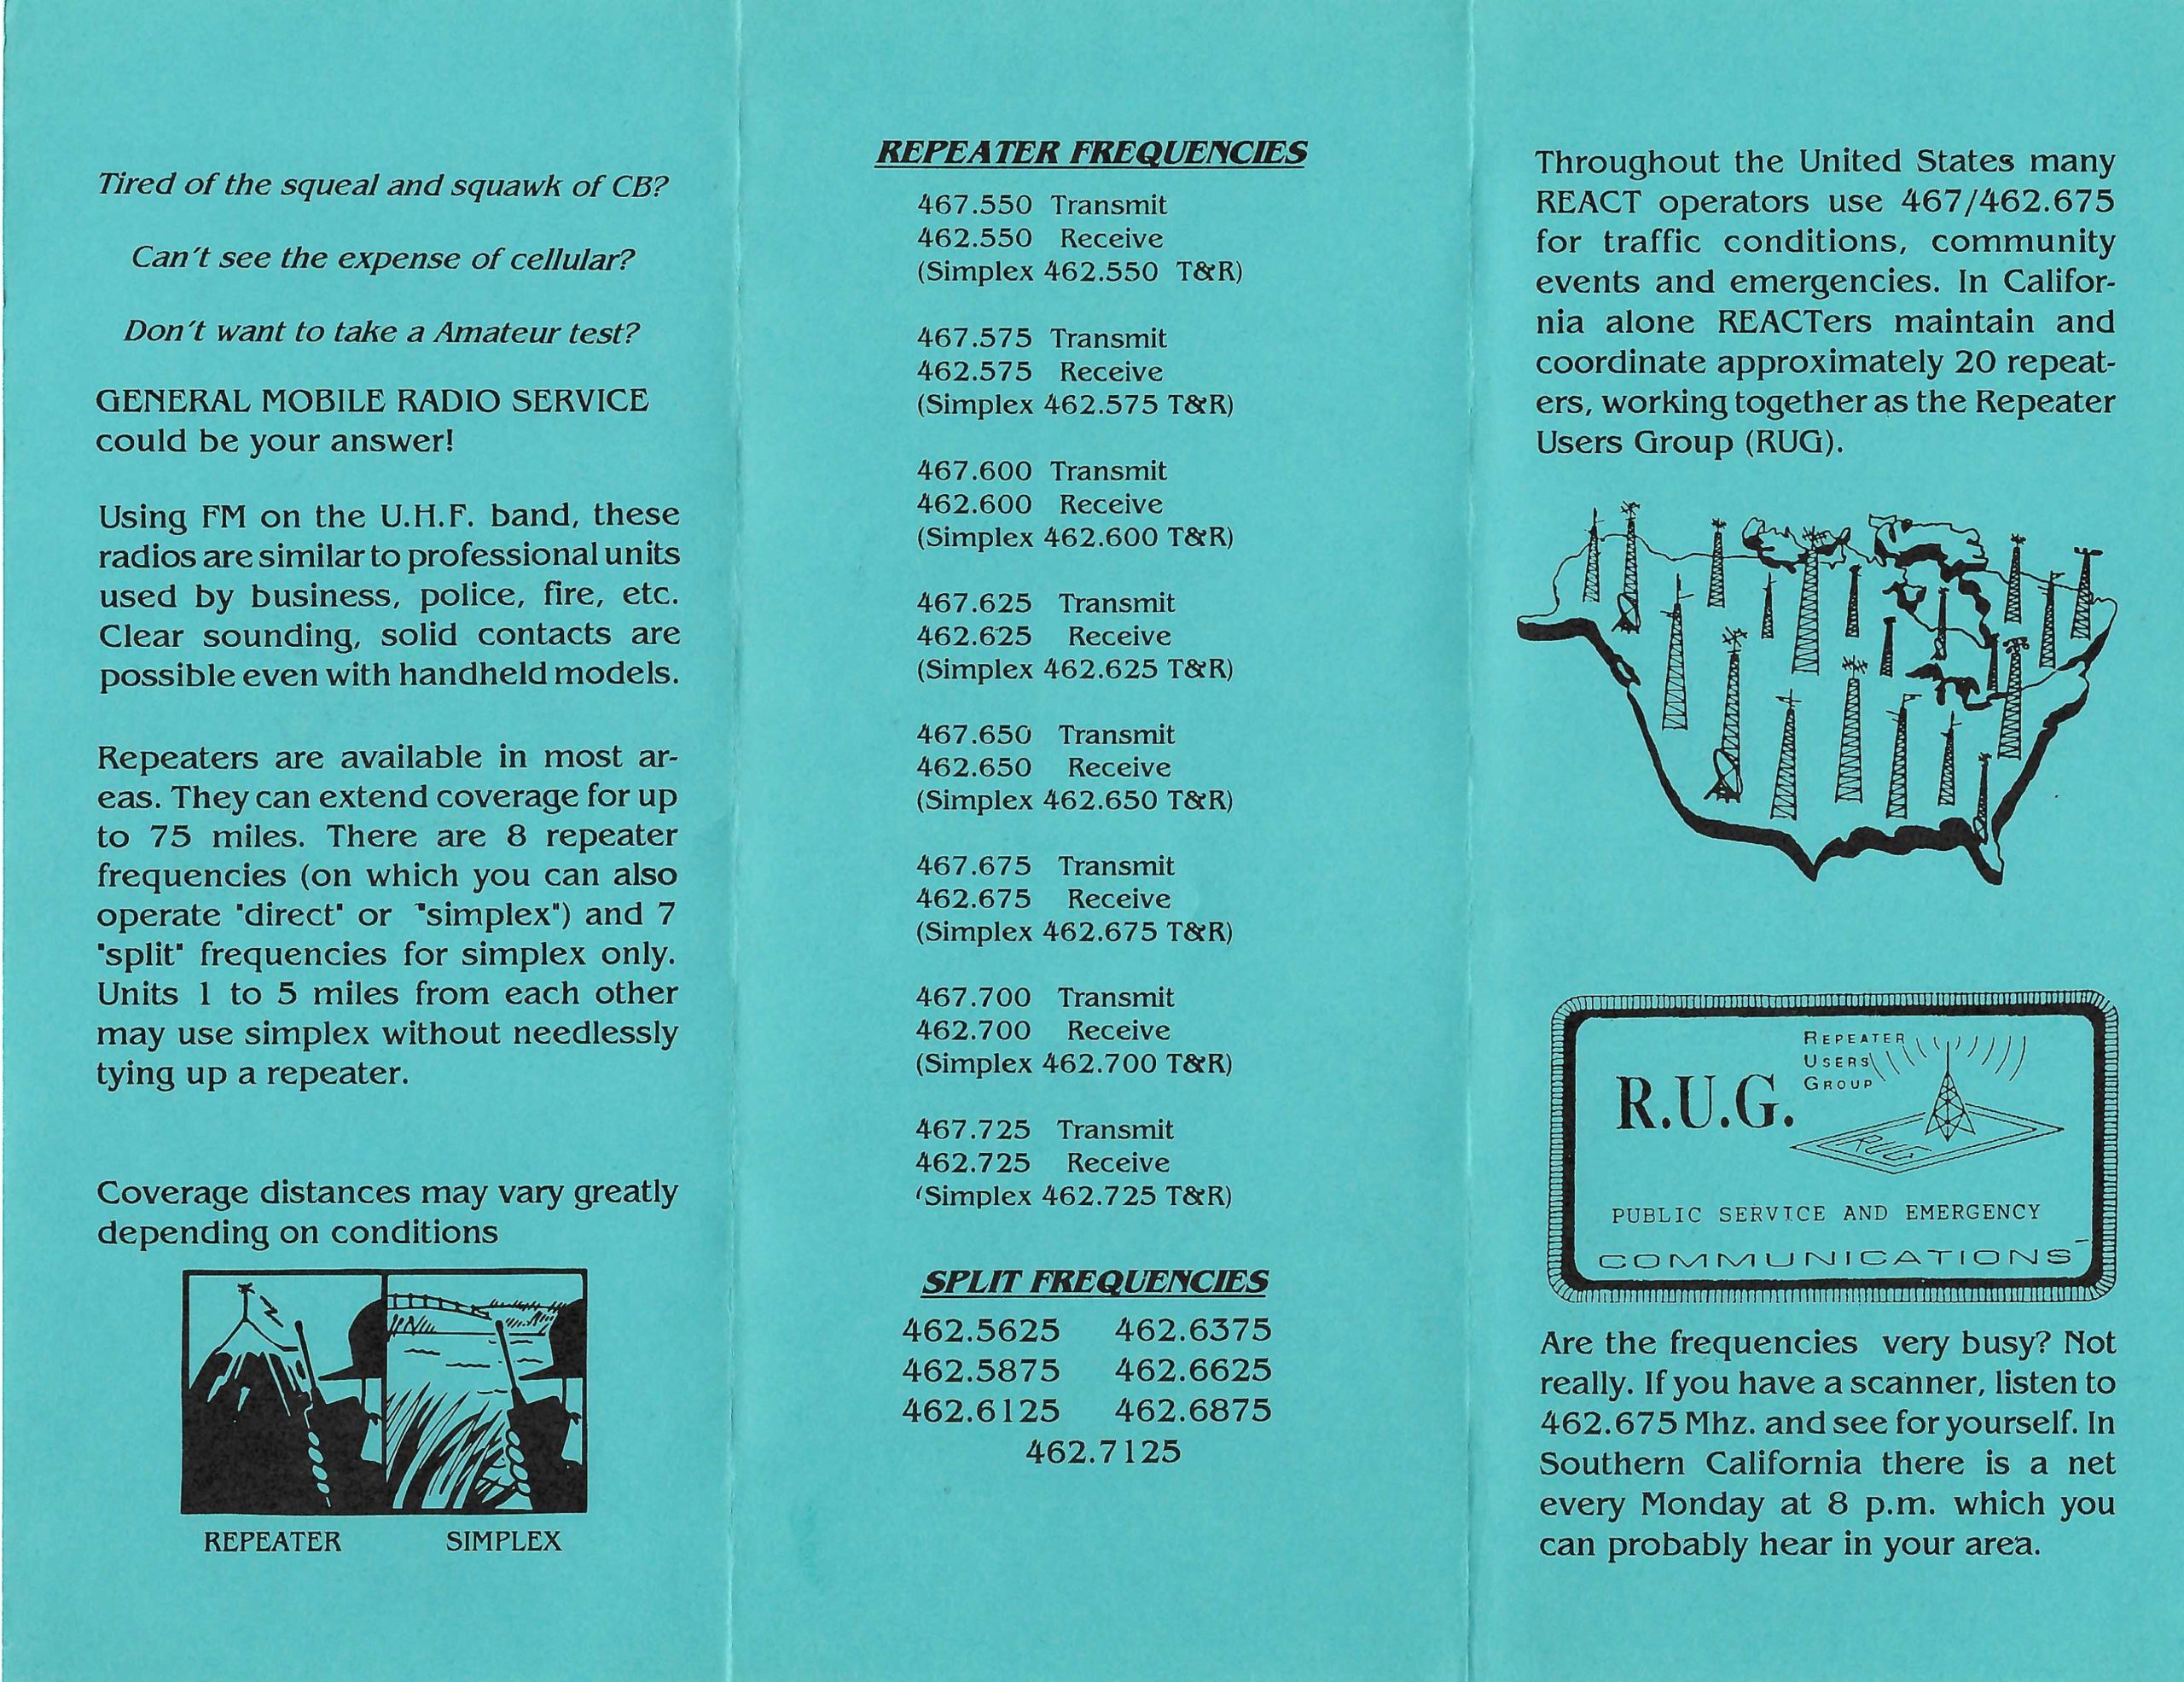 Tired of the squeal and squawk of CB?
Can't see the expense of cellular?
Don't want to take a Amateur test?
GENERAL MOBILE RADIO SERVICE
could be your answer!
Using FM on the U.H.F. band, these
radios are similar to professional units
used by business, police, fire, etc.
Clear sounding, solid contacts are
possible even with handheld models.
Repeaters are available in most ar-
eas. They can extend coverage for up
to 75 miles. There are 8 repeater
frequencies (on which you can also
operate "direct" or "simplex") and 7
"split" frequencies for simplex only.
Units 1 to 5 miles from each other
may use simplex without needlessly
tying up a repeater.
Coverage distances may vary greatly
depending on conditions
REPEATER SIMPLEX
REPEATER FREQUENCIES
467.550 Transmit
462.550 Receive
(Simplex 462.550 T&R)
467.575 Transmit
462.575 Receive
(Simplex 462.575 T&R)
467.600 Transmit
462.600 Receive
(Simplex 462.600 T&R)
467.625 Transmit
462.625 Receive
(Simplex 462.625 T&R)
467.650 Transmit
462.650 Receive
(Simplex 462.650 T&R)
467.675 Transmit
462.675 Receive
(Simplex 462.675 T&R)
467.700 Transmit
462.700 Receive
(Simplex 462.700 T&R)
467.725 Transmit
462.725 Receive
(Simplex 462.725 T&R)
SPLIT FREQUENCIES
462.5625 462.6375
462.5875 462.6625
462.6125 462.6875
462.7125
Throughout the United States many
REACT operators use 467/462.675
for traffic conditions, community
events and emergencies. In Califor-
nia alone REACTers maintain and
coordinate approximately 20 repeat-
ers, working together as the Repeater
Users Group (RUG).
REPEATER
USERS
GROUP
R.U.G.
RUG
PUBLIC SERVICE AND EMERGENCY
COMMUNICATIONS
Are the frequencies very busy? Not
really. If you have a scanner, listen to
462.675 Mhz. and see for yourself. In
Southern California there is a net
every Monday at 8 p.m. which you
can probably hear in your area.